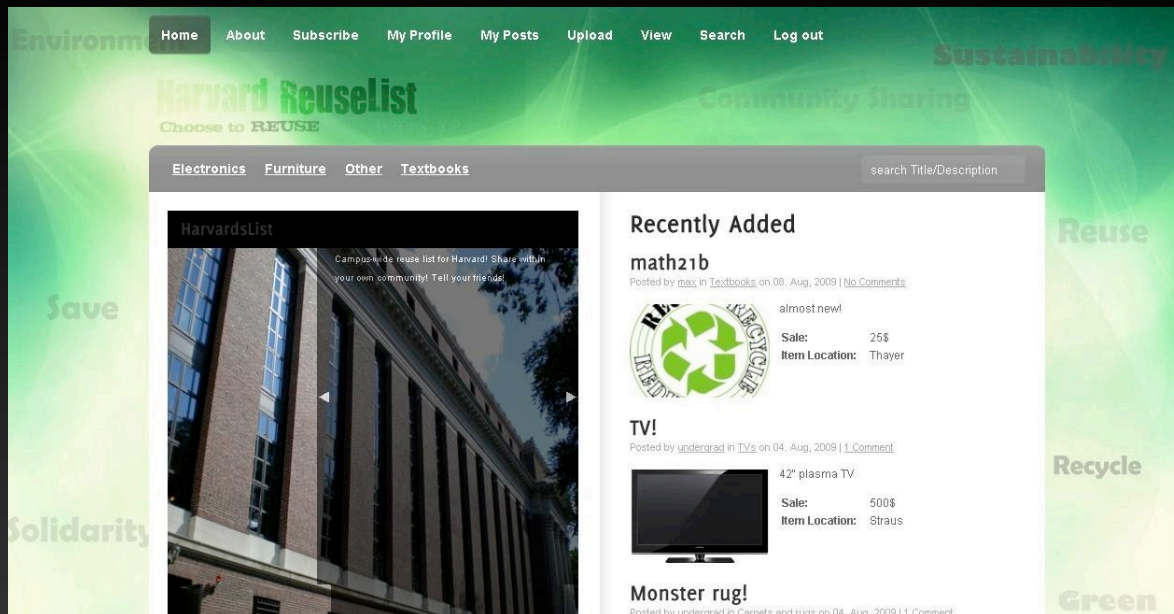 Environme
Home About Subscribe My Profile My Posts Upload View Search Log out
Sustainability
Harvard ReuseList
Choose to REUSE
Community Sharing
Electronics Furniture Other Textbooks
search Title/Description
HarvardsList
Campus-wide reuse list for Harvard! Share within
your own community! Tell your friends!
Save
Solidarity
Recently Added
math21b
Posted by max in Textbooks on 08. Aug, 2009 | No Comments
almost new!
Sale: 25$
Item Location: Thayer
TV!
Posted by undergrad in TVs on 04. Aug, 2009 | 1 Comment
42" plasma TV
Sale: 500$
Item Location: Straus
Monster rug!
Posted by undergrad in Carpets and rugs on 04. Aug, 2009 | 1 Comment
Reuse
Recycle
Green